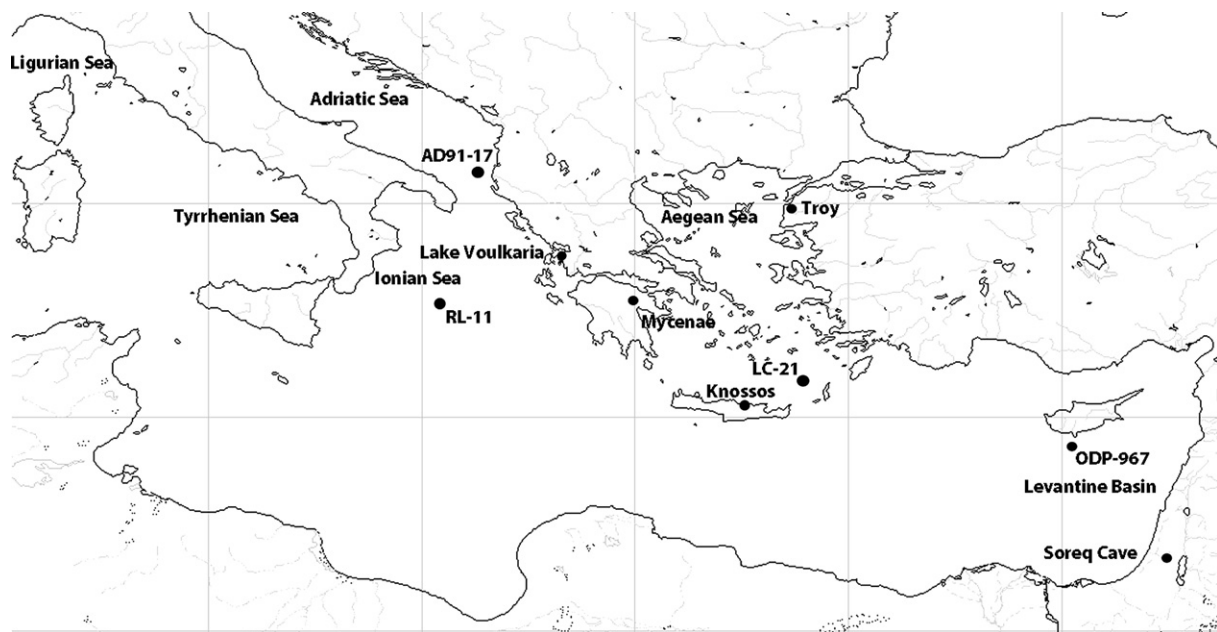 Ligurian Sea
Adriatic Sea
AD91-17
Tyrrhenian Sea
Aegean Sea
Troy
Lake Voulkaria
Ionian Sea
RL-11
Mycenae
LC-21
Knossos
ODP-967
Levantine Basin
Soreq Cave